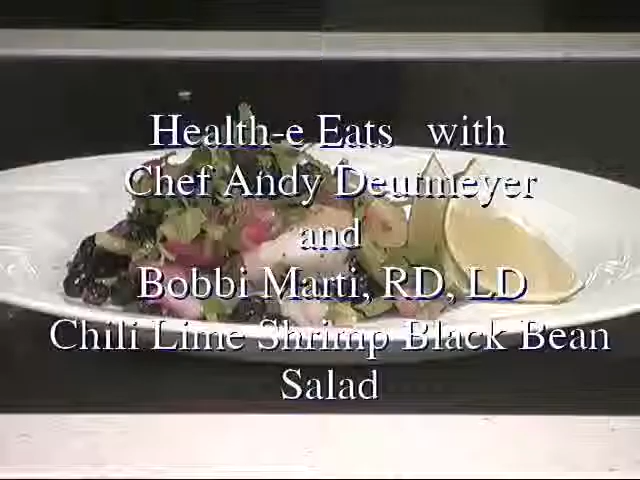 Health-e Eats with
Chef Andy Deutmeyer
and
Bobbi Marti, RD, LD
Chili Lime Shrimp Black Bean
Salad